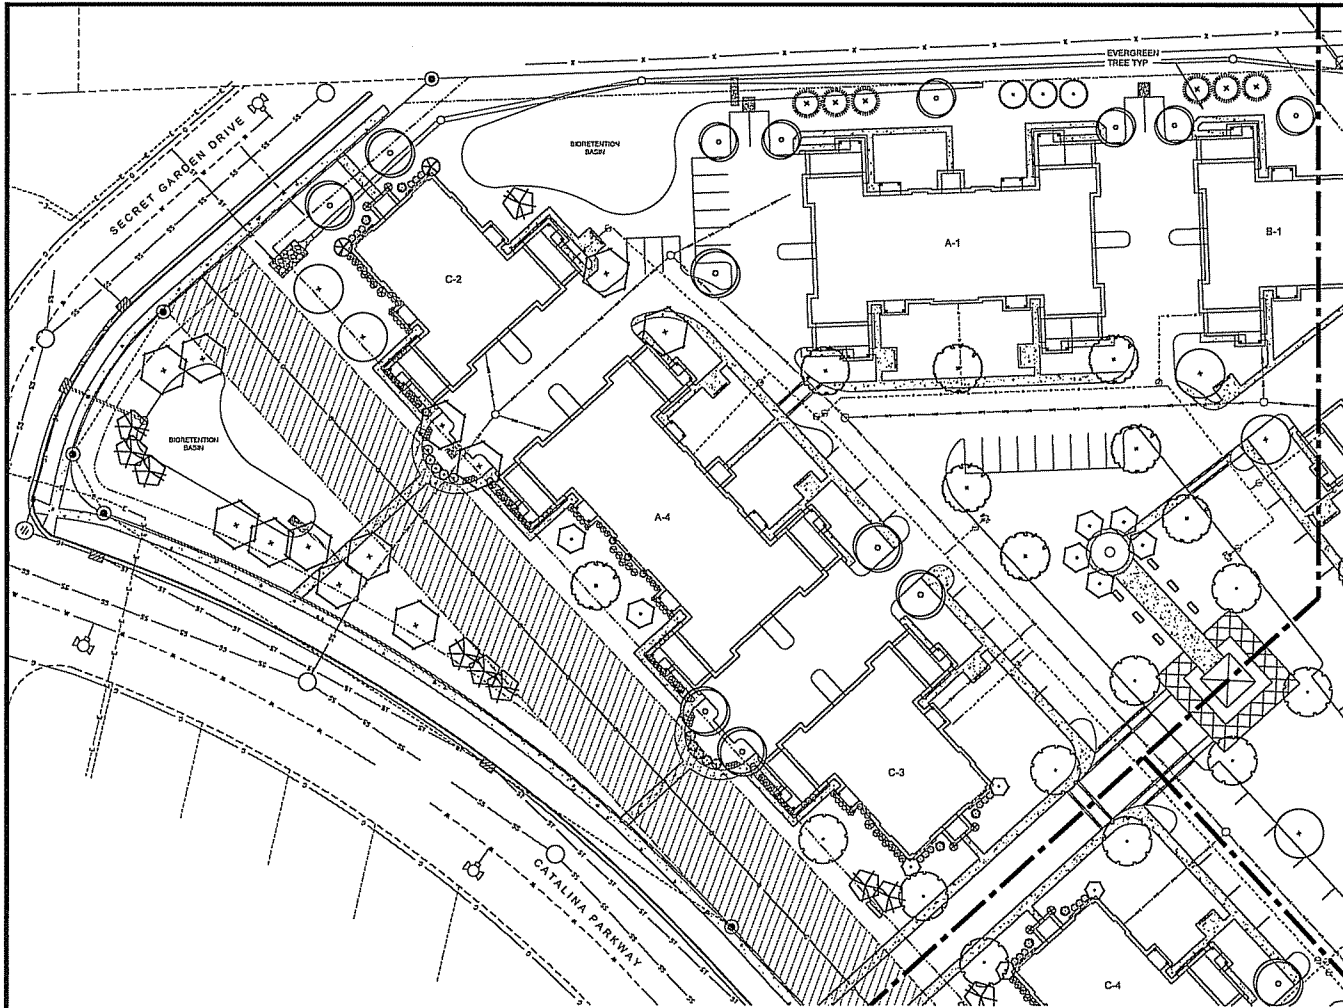 EVERGREEN
TREE TYP
SECRET GARDEN DRIVE
BIORETENTION
BASIN
A-1
B-1
C-2
BIORETENTION
BASIN
A-4
C-3
CATALINA PARKWAY
C-4